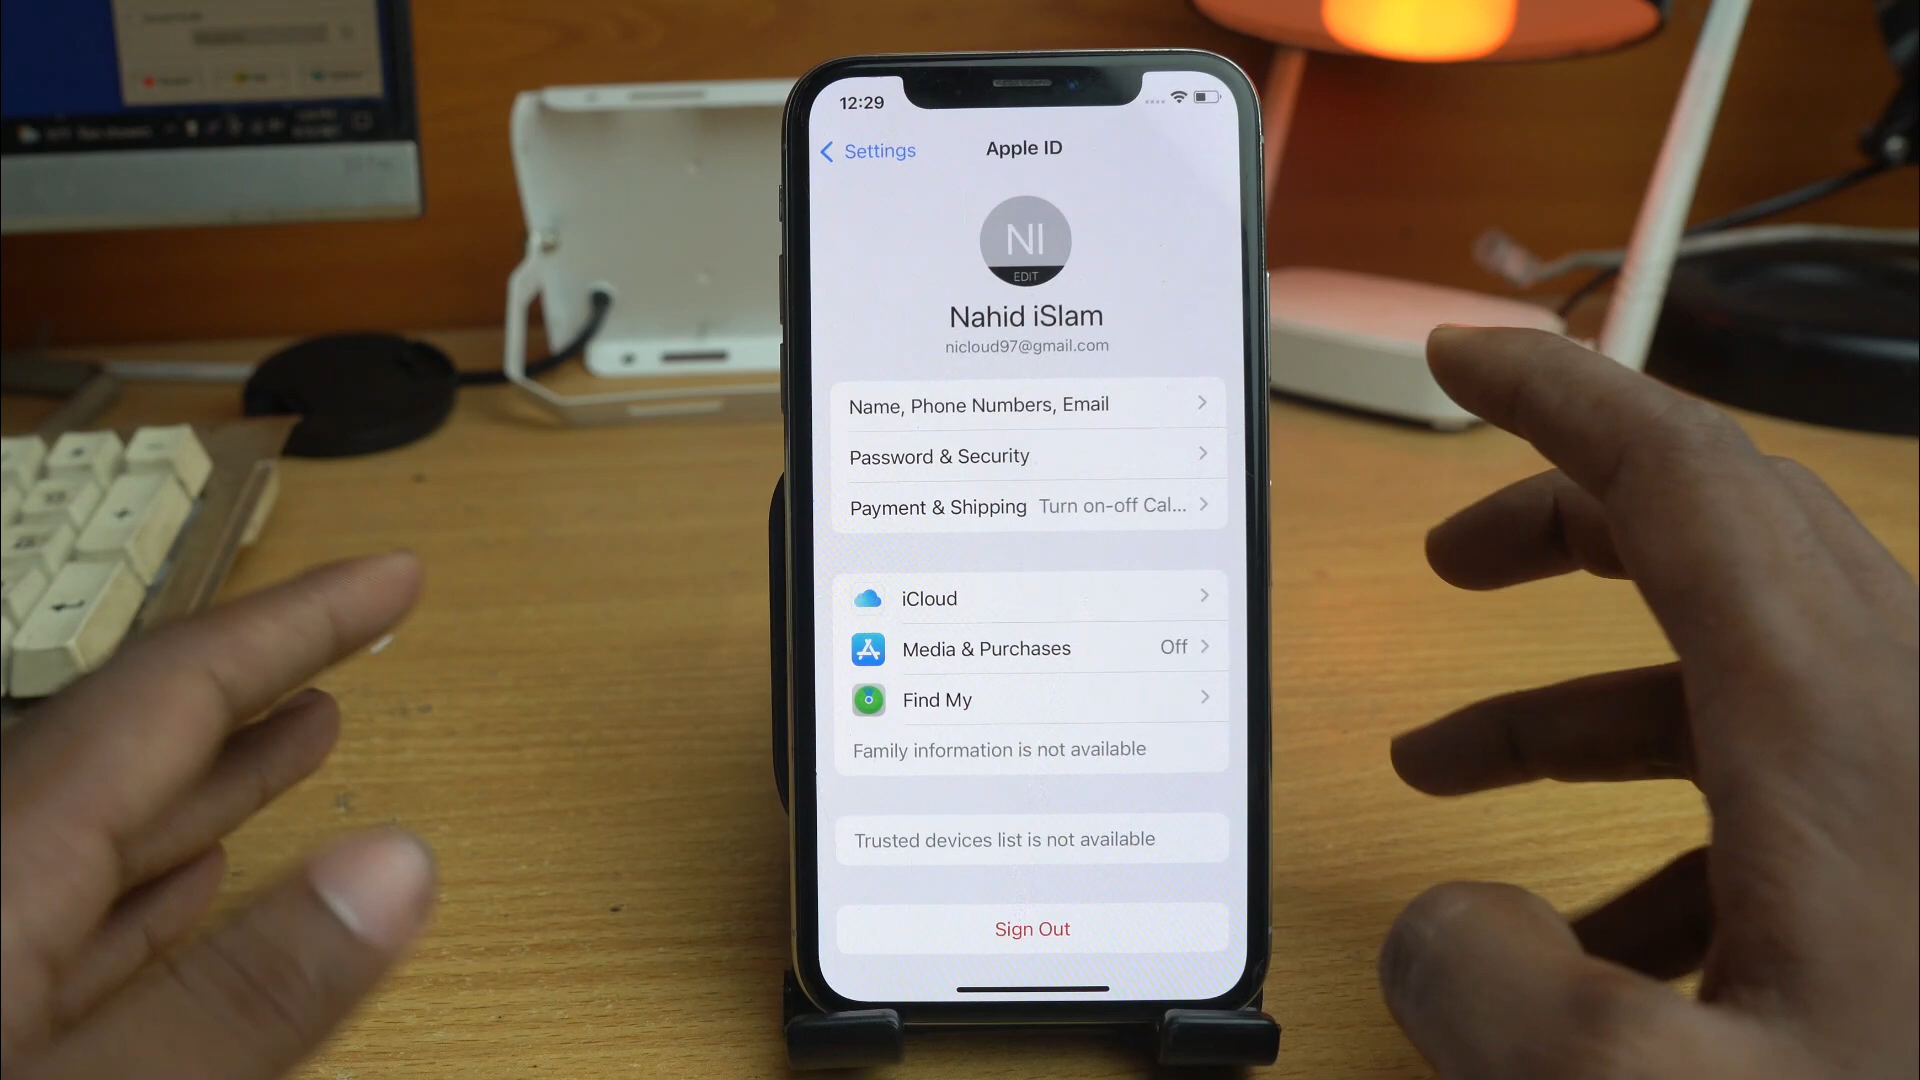 12:29
Settings
Apple ID
NI
EDIT
Nahid iSlam
nicloud97@gmail.com
Name, Phone Numbers, Email
Password & Security
Payment & Shipping Turn on-off Cal...
iCloud
Media & Purchases Off
Find My
Family information is not available
Trusted devices list is not available
Sign Out